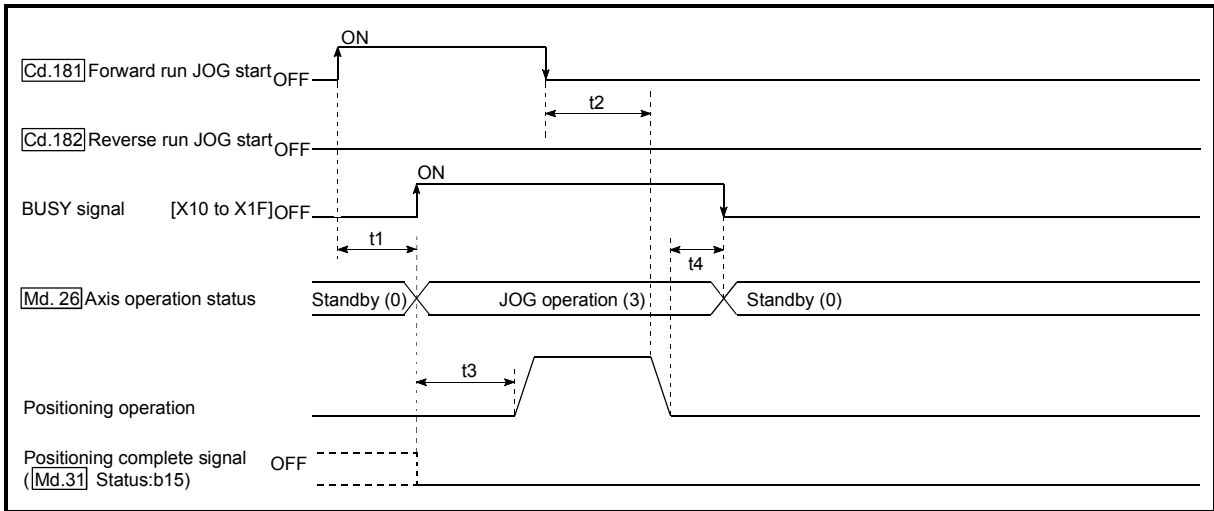 ON
Cd.181 Forward run JOG start OFF
t2
Cd.182 Reverse run JOG start OFF
ON
BUSY signal [X10 to X1F] OFF
t1
t4
Md. 26 Axis operation status Standby (0) JOG operation (3) Standby (0)
t3
Positioning operation
Positioning complete signal OFF
(Md.31 Status:b15)